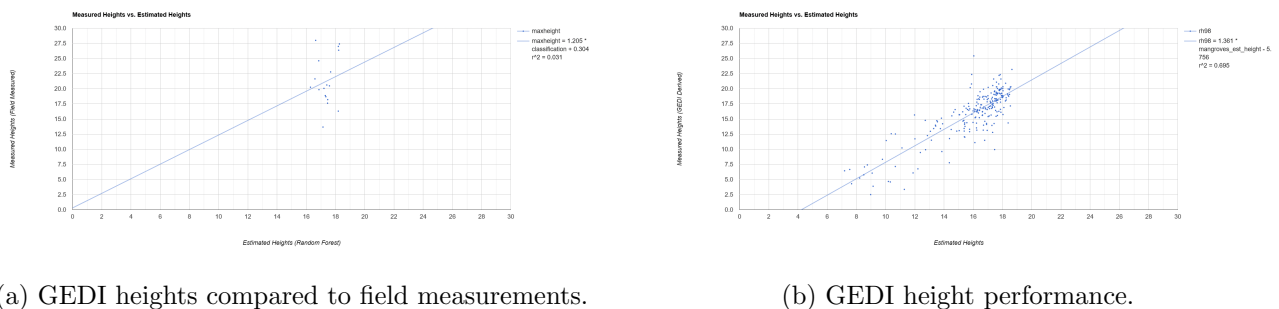 Measured Heights vs. Estimated Heights
Measured Heights (Field Measured)
30.0
27.5
25.0
22.5
20.0
17.5
15.0
12.5
10.0
7.5
5.0
2.5
0.0
0 2 4 6 8 10 12 14 16 18 20 22 24 26 28 30
Estimated Heights (Random Forest)
maxheight
maxheight = 1.205 *
classification + 0.304
r^2 = 0.031
(a) GEDI heights compared to field measurements.
Measured Heights vs. Estimated Heights
Measured Heights (GEDI Derived)
30.0
27.5
25.0
22.5
20.0
17.5
15.0
12.5
10.0
7.5
5.0
2.5
0.0
0 2 4 6 8 10 12 14 16 18 20 22 24 26 28 30
Estimated Heights
rh98
rh98 = 1.361 *
mangroves_est_height - 5.
756
r^2 = 0.695
(b) GEDI height performance.